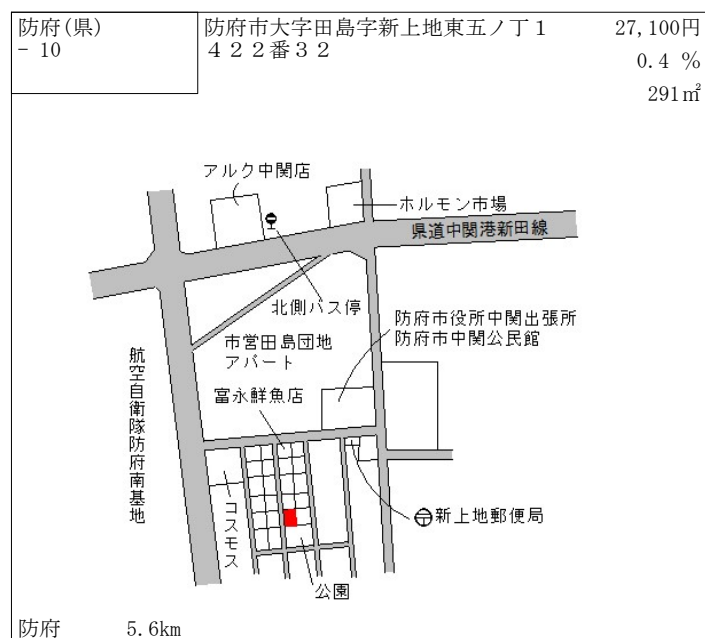 防府(県)
- 10
防府市大字田島字新上地東五ノ丁1
422番32
27,100円
0.4 %
291㎡
アルク中関店
ホルモン市場
県道中関港新田線
北側バス停
市営田島団地
アパート
防府市役所中関出張所
防府市中関公民館
富永鮮魚店
航空自衛隊防府南基地
コスモス
新上地郵便局
公園
防府 5.6km